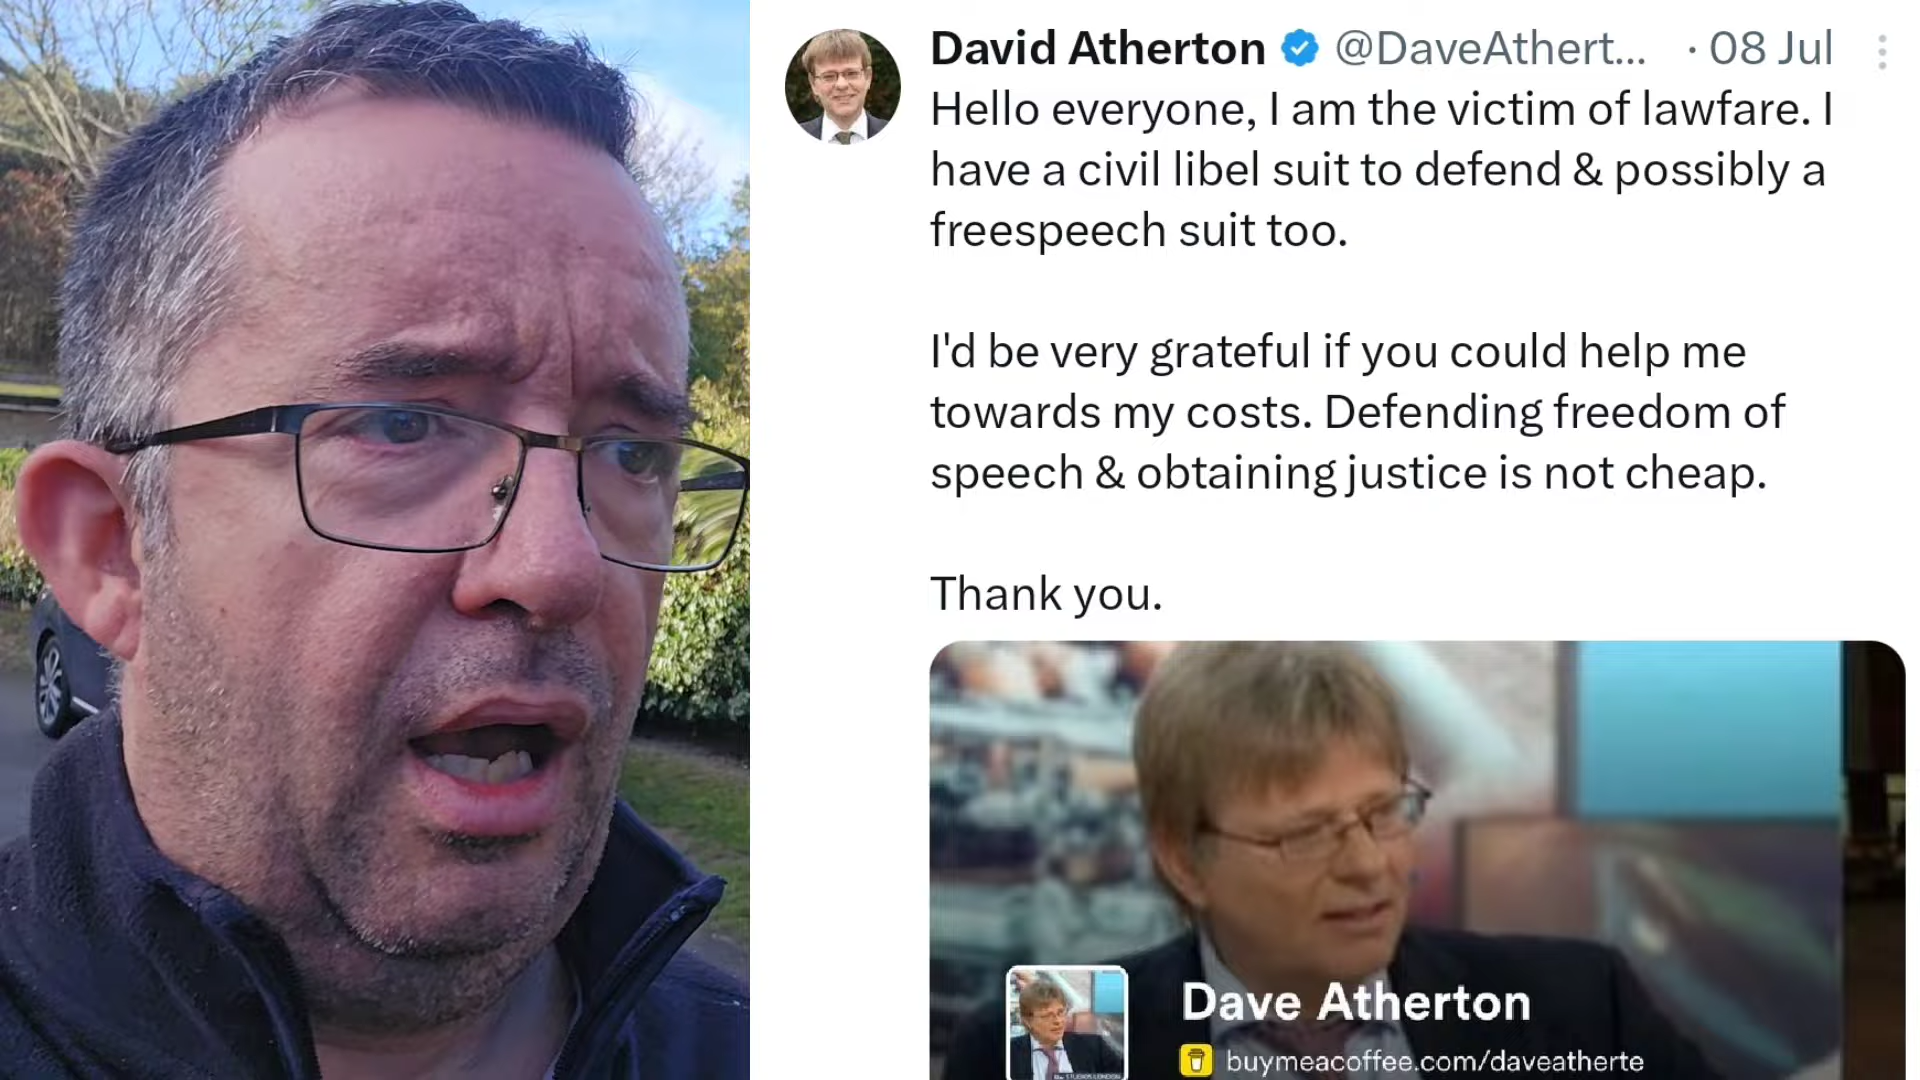 David Atherton @DaveAthert... · 08 Jul
Hello everyone, I am the victim of lawfare. I
have a civil libel suit to defend & possibly a
freespeech suit too.
I'd be very grateful if you could help me
towards my costs. Defending freedom of
speech & obtaining justice is not cheap.
Thank you.
Dave Atherton
buymeacoffee.com/daveatherte